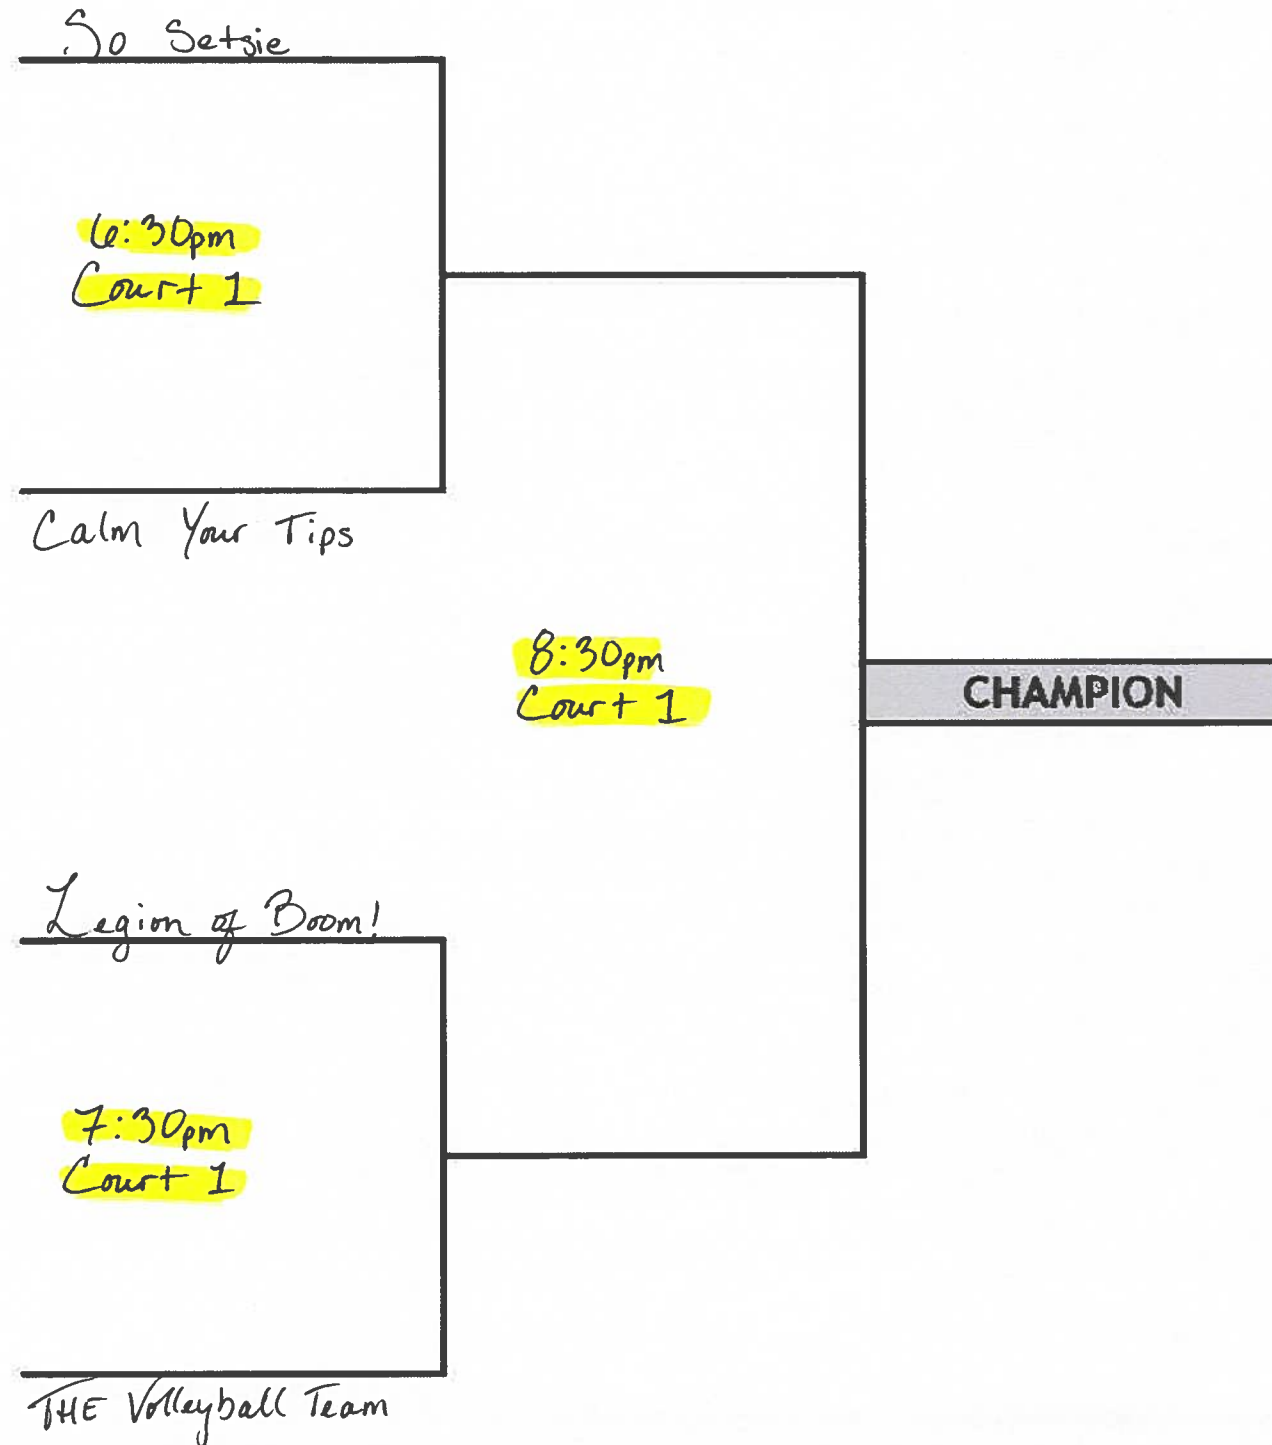 So Setsie
6:30pm
Court 1
Calm Your Tips
8:30pm
Court 1
CHAMPION
Legion of Boom!
7:30pm
Court 1
THE Volleyball Team